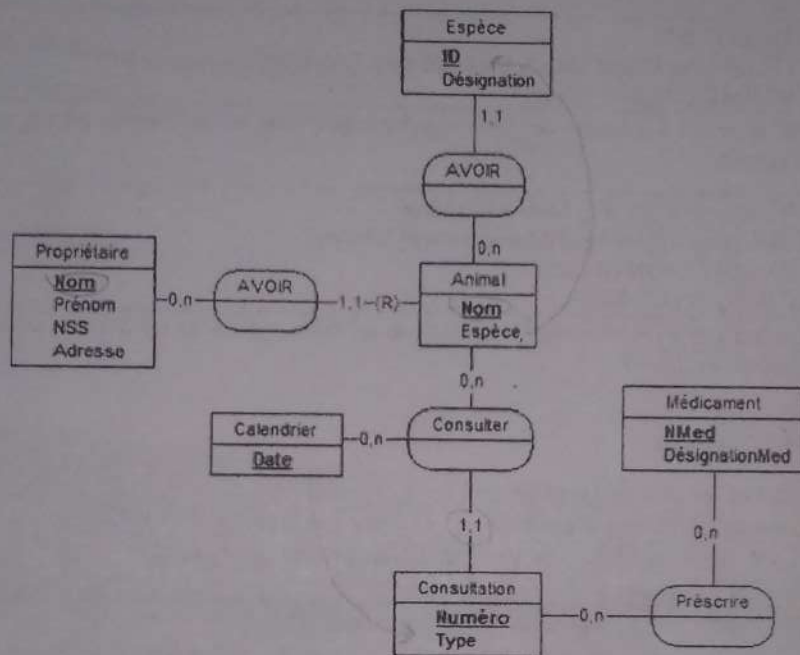 Espèce
ID
Désignation
1,1
AVOIR
0,n
Propriétaire
Nom
Prénom
NSS
Adresse
0,n
AVOIR
1,1
(R)
Animal
Nom
Espèce
0,n
Calendrier
Date
0,n
Consulter
1,1
Médicament
NMed
DésignationMed
0,n
Consultation
Numéro
Type
0,n
Préscrire